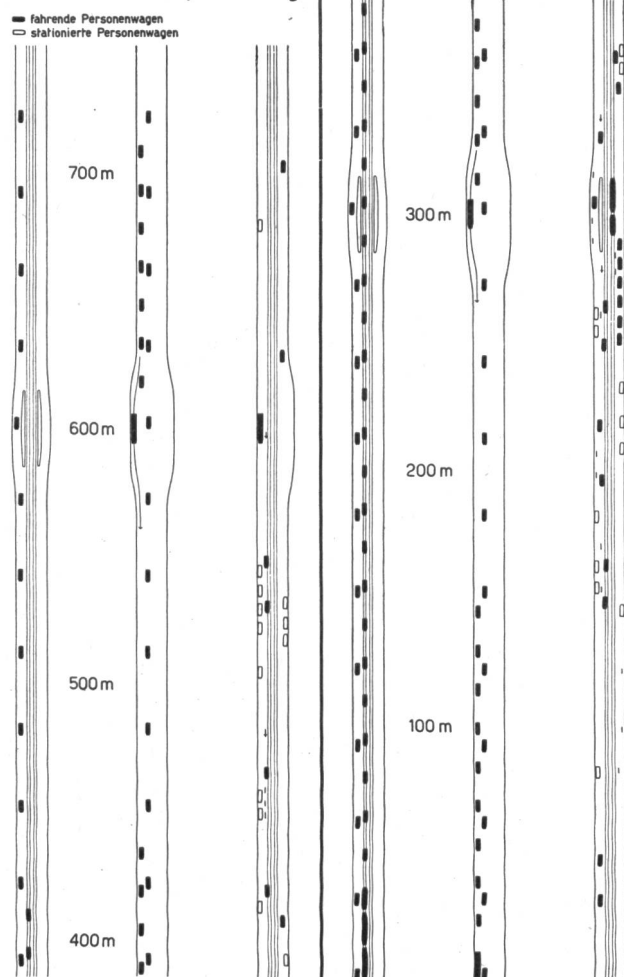 fahrende Personenwagen
stationierte Personenwagen
700 m
600 m
500 m
400 m
300 m
200 m
100 m